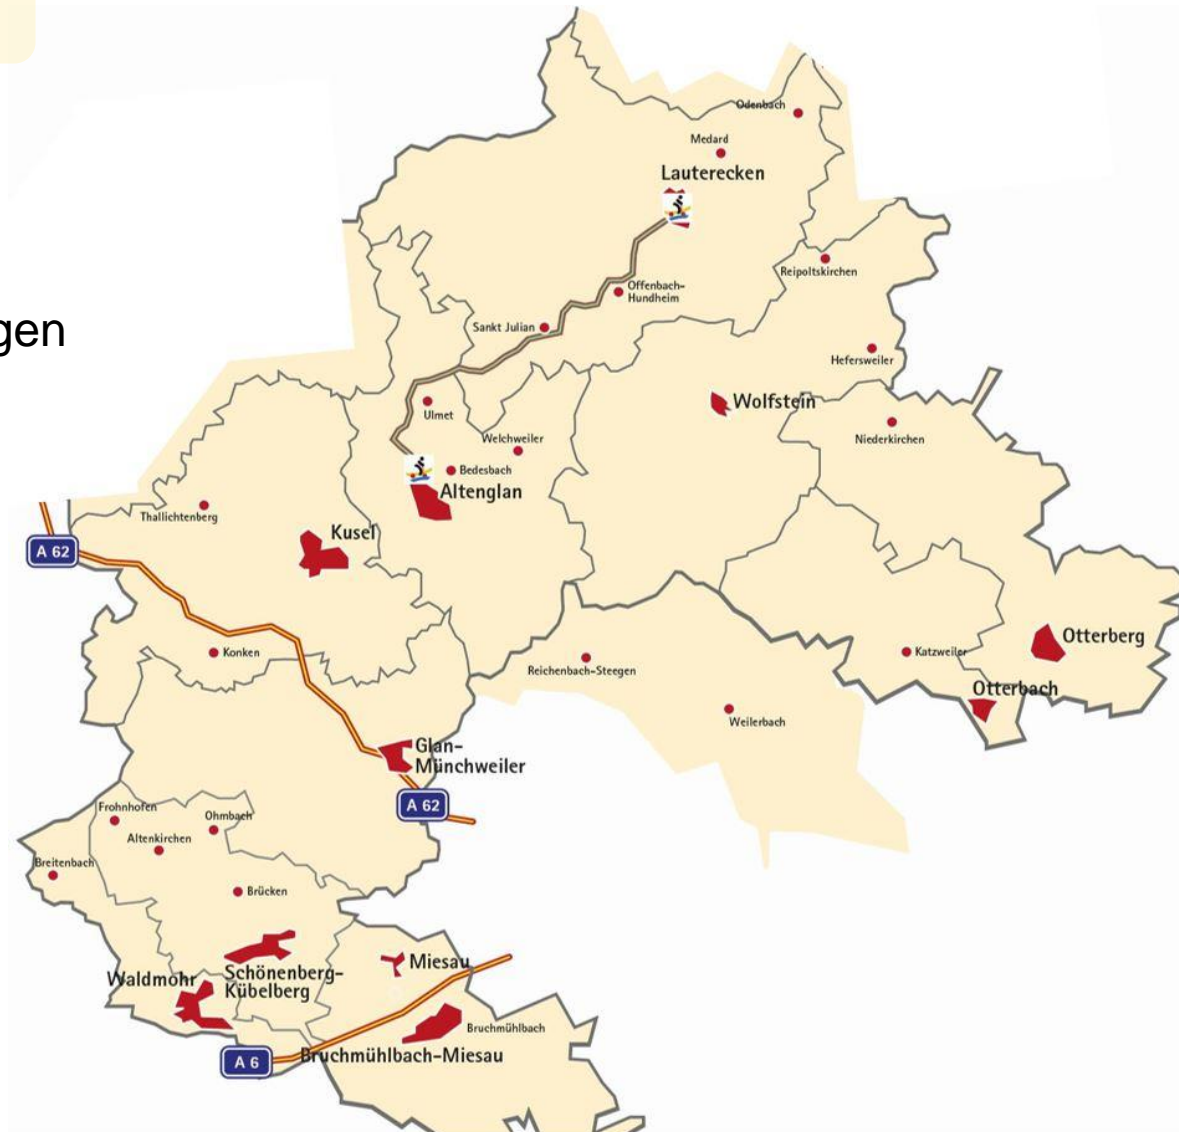 Odenbach
Medard
Lauterecken
Reipoltskirchen
Offenbach-
Hundheim
gen
Sankt Julian
Hefersweiler
Wolfstein
Ulmet
Niederkirchen
Welchweiler
Bedesbach
Altenglan
Thallichtenberg
Kusel
A 62
Otterberg
Konken
Katzweiler
Reichenbach-Steegen
Otterbach
Weilerbach
Glan-
Münchweiler
A 62
Frohnhofen
Ohmbach
Altenkirchen
Breitenbach
Brücken
Miesau
Schönenberg-
Kübelberg
Waldmohr
Bruchmühlbach
Bruchmühlbach-Miesau
A 6